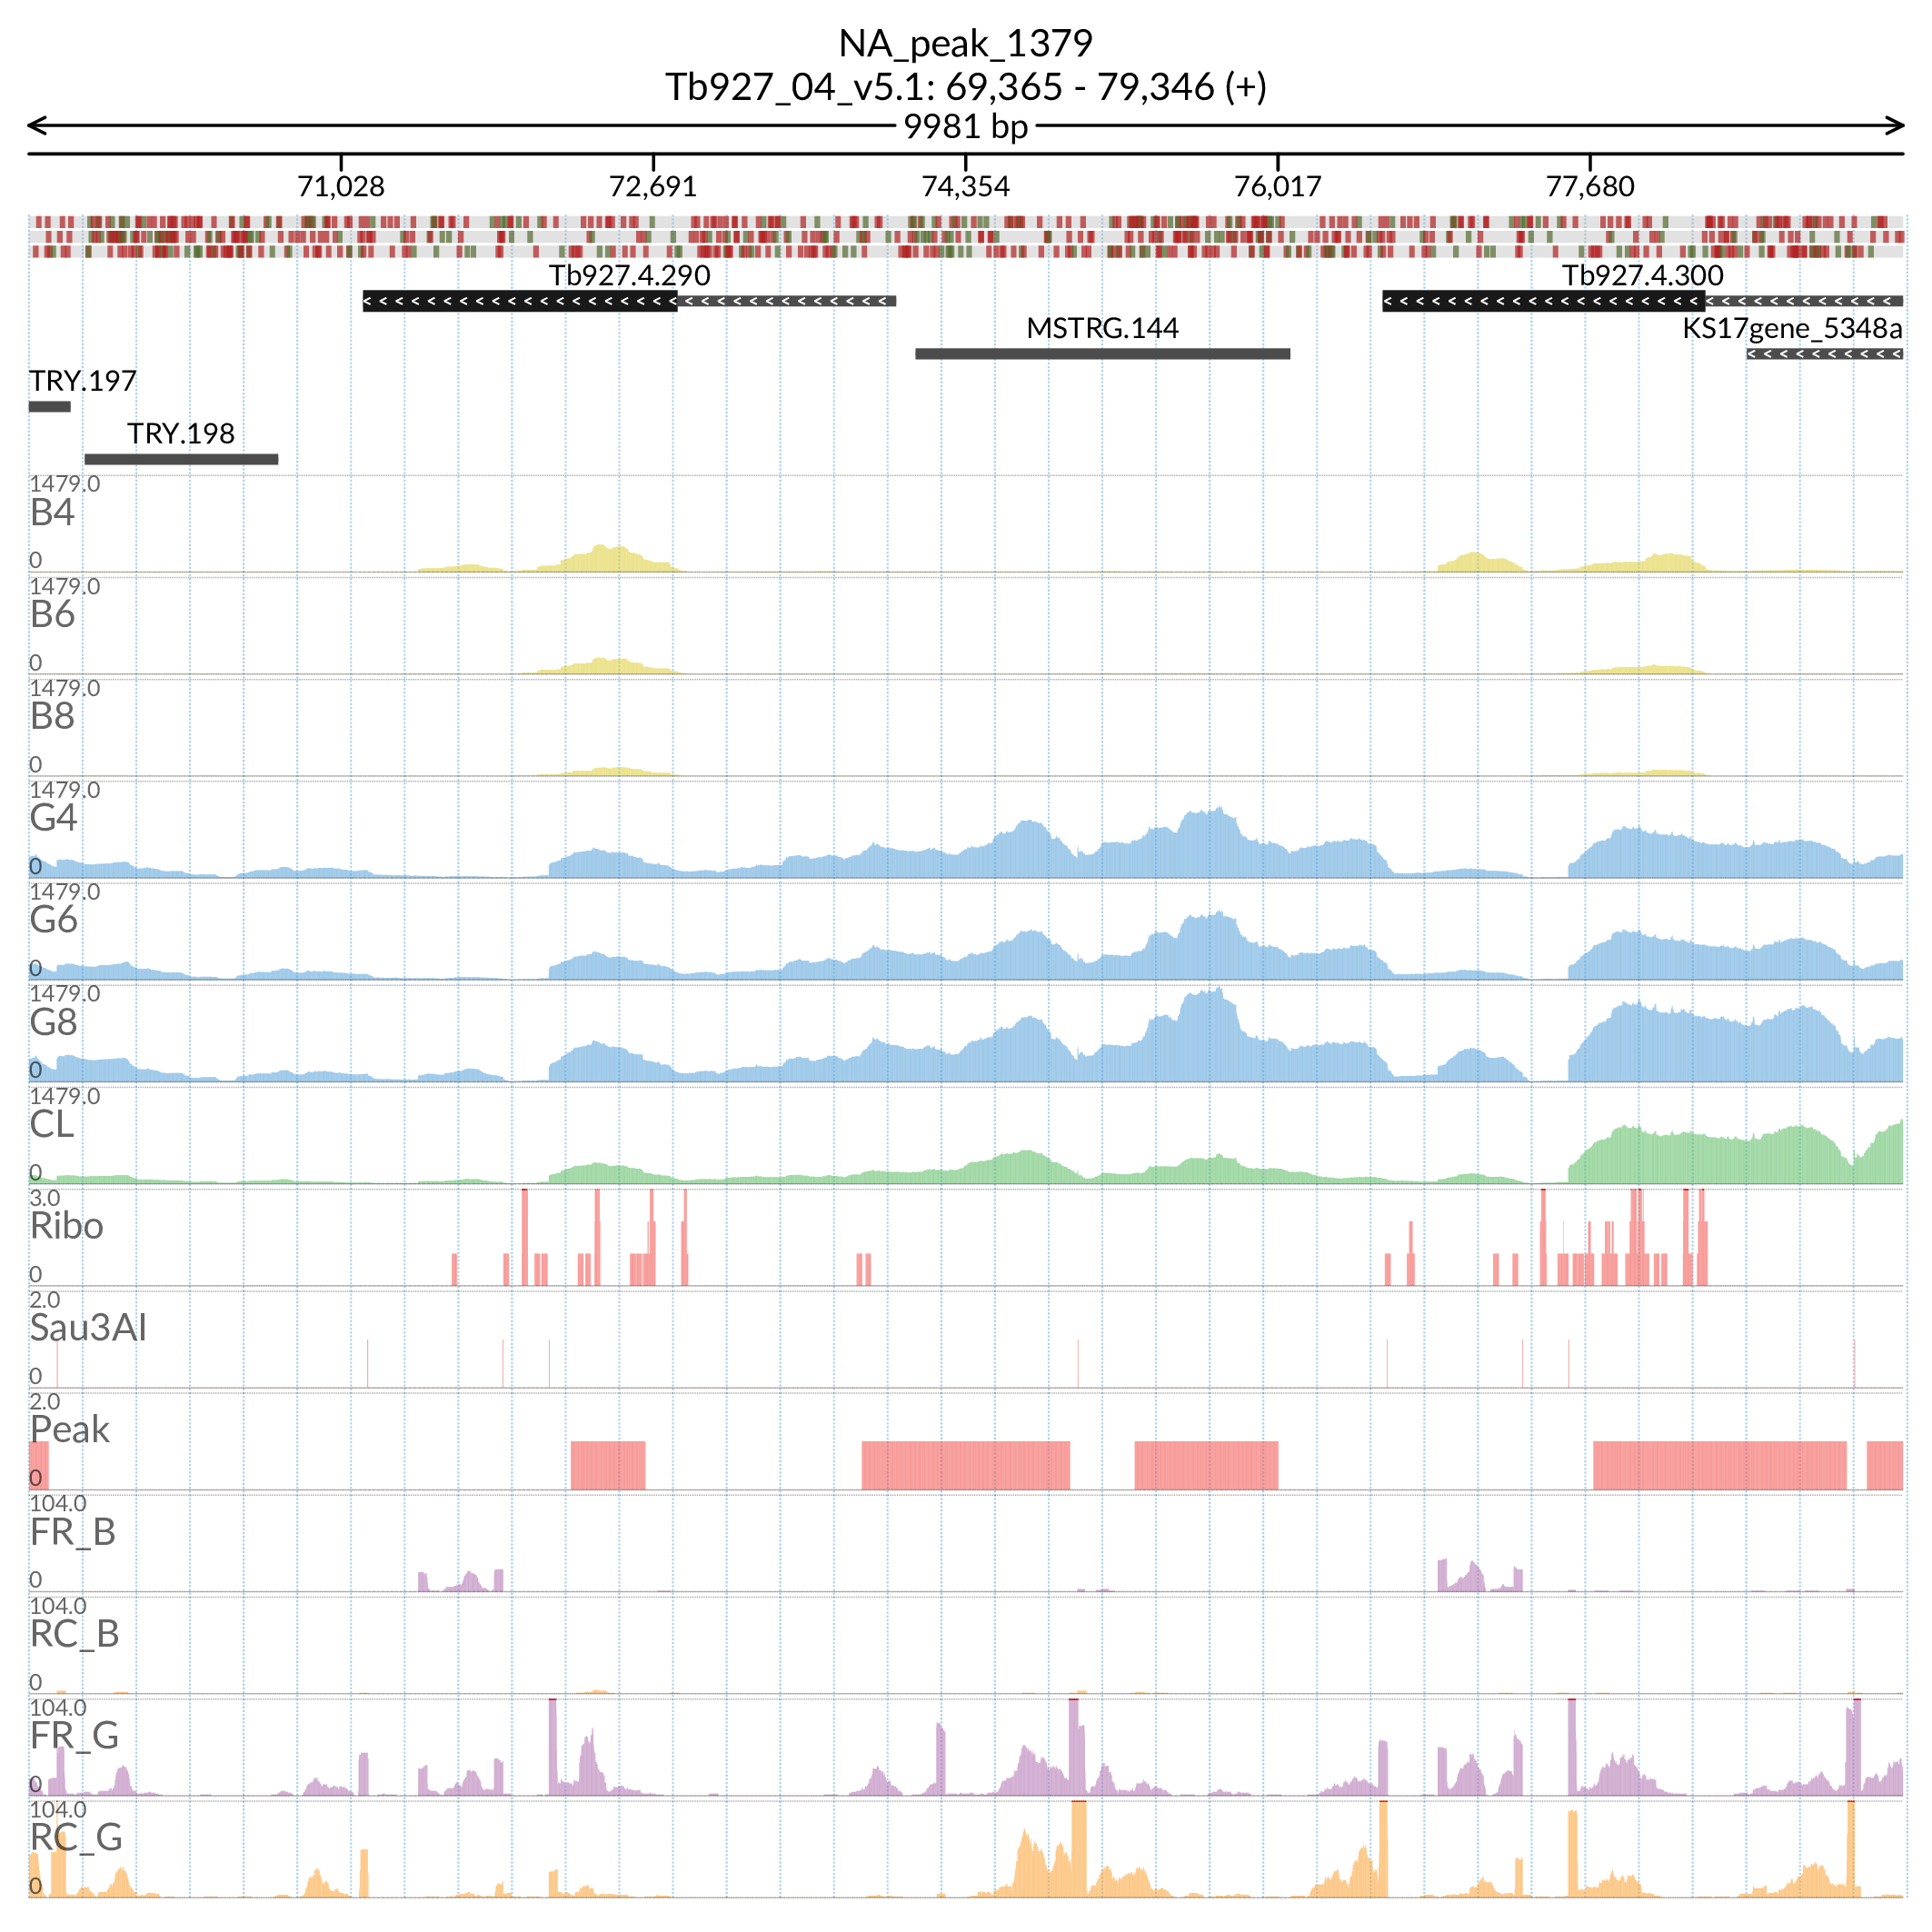 NA_peak_1379
Tb927_04_v5.1: 69,365 - 79,346 (+)
9981 bp
71,028 72,691 74,354 76,017 77,680
Tb927.4.290 Tb927.4.300
MSTRG.144 KS17gene_5348a
TRY.197
TRY.198
1479.0
B4
0
1479.0
B6
0
1479.0
B8
0
1479.0
G4
0
1479.0
G6
0
1479.0
G8
0
1479.0
CL
0
3.0
Ribo
0
2.0
Sau3AI
0
2.0
Peak
0
104.0
FR_B
0
104.0
RC_B
0
104.0
FR_G
0
104.0
RC_G
0